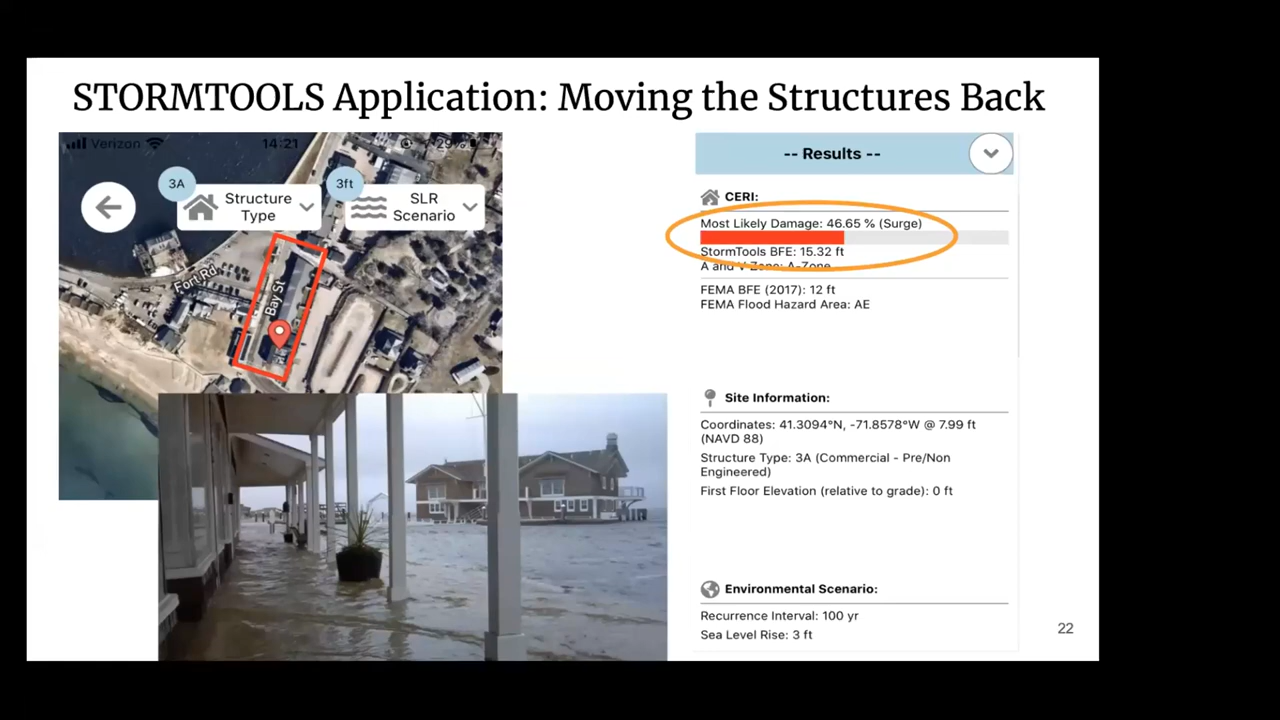 STORMTOOLS Application: Moving the Structures Back
Verizon
14:21
29%
3A
Structure
Type
3ft
SLR
Scenario
Fort Rd
Bay St
-- Results --
CERI:
Most Likely Damage: 46.65 % (Surge)
StormTools BFE: 15.32 ft
A and V Zone: A-Zone
FEMA BFE (2017): 12 ft
FEMA Flood Hazard Area: AE
Site Information:
Coordinates: 41.3094°N, -71.8578°W @ 7.99 ft
(NAVD 88)
Structure Type: 3A (Commercial - Pre/Non
Engineered)
First Floor Elevation (relative to grade): 0 ft
Environmental Scenario:
Recurrence Interval: 100 yr
Sea Level Rise: 3 ft
22